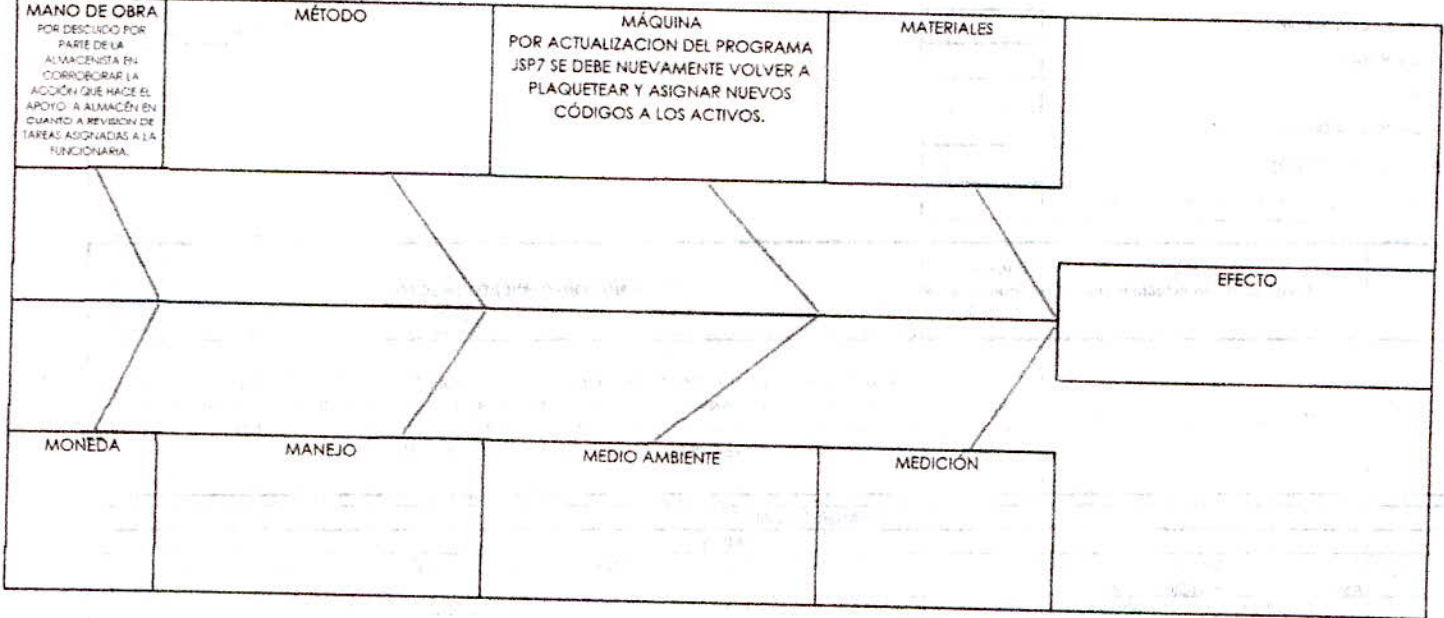 MANO DE OBRA
POR DESCUIDO POR
PARTE DE LA
ALMACENISTA EN
CORROBORAR LA
ACCIÓN QUE HACE EL
APOYO A ALMACÉN EN
CUANTO A REVISION DE
TAREAS ASIGNADAS A LA
FUNCIONARIA.
MÉTODO
MÁQUINA
POR ACTUALIZACION DEL PROGRAMA
JSP7 SE DEBE NUEVAMENTE VOLVER A
PLAQUETEAR Y ASIGNAR NUEVOS
CÓDIGOS A LOS ACTIVOS.
MATERIALES
EFECTO
MONEDA
MANEJO
MEDIO AMBIENTE
MEDICIÓN